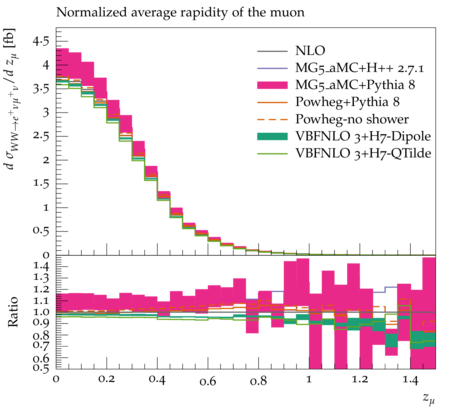 Normalized average rapidity of the muon
d σ_{WW→e⁺νμ⁺ν} / d z_μ [fb]
4.5
4
3.5
3
2.5
2
1.5
1
0.5
0
NLO
MG5_aMC+H++ 2.7.1
MG5_aMC+Pythia 8
Powheg+Pythia 8
Powheg-no shower
VBFNLO 3+H7-Dipole
VBFNLO 3+H7-QTilde
Ratio
1.4
1.3
1.2
1.1
1.0
0.9
0.8
0.7
0.6
0.5
0 0.2 0.4 0.6 0.8 1 1.2 1.4
z_μ